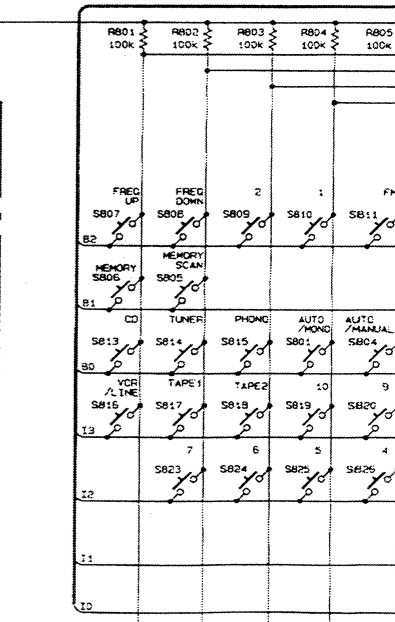 R801 R802 R803 R804 R805
100k 100k 100k 100k 100k
FREQ UP FREQ DOWN 2 1 FM
S807 S808 S809 S810 S811
B2
MEMORY MEMORY SCAN
S806 S805
B1
CD TUNER PHONO AUTO /MONO AUTO /MANUAL
S813 S814 S815 S801 S804
B0
VCR /LINE TAPE1 TAPE2 10 9
S816 S817 S818 S819 S820
I3
7 6 5 4
S823 S824 S825 S826
I2
I1
I0